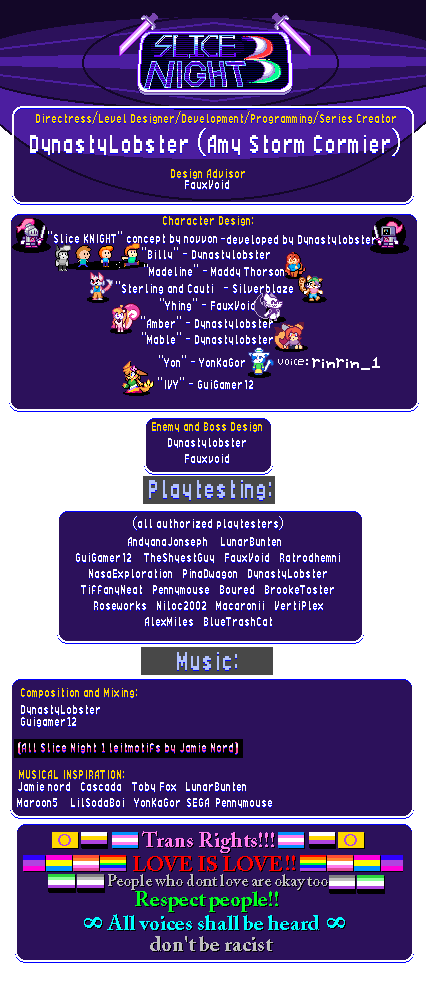 SLICE
NIGHT 3
Directress/Level Designer/Development/Programming/Series Creator
DynastyLobster (Amy Storm Cormier)
Design Advisor
FauxVoid
Character Design:
"Slice KNIGHT" concept by novvon -developed by Dynastylobster
"Billy" - Dynastylobster
"Madeline" - Maddy Thorson
"Sterling and Cauti - Silverblaze
"Yhing" - FauxVoid
"Amber" - Dynastylobster
"Mable" - Dynastylobster
"Yon" - YonKaGor voice:rinrin_1
"IVY" - GuiGamer12
Enemy and Boss Design
Dynastylobster
Fauxvoid
Playtesting:
(all authorized playtesters)
AndyanaJonseph LunarBunten
GuiGamer12 TheShyestGuy FauxVoid Ratrodhemni
NasaExploration PinaDwagon DynastyLobster
TiffanyNeat Pennymouse Boured BrookeToster
Roseworks Niloc2002 Macaronii VertiPlex
AlexMiles BlueTrashCat
Music:
Composition and Mixing:
DynastyLobster
Guigamer12
(All Slice Night 1 leitmotifs by Jamie Nord)
MUSICAL INSPIRATION:
Jamie nord Cascada Toby Fox LunarBunten
Maroon5 LilSodaBoi YonKaGor SEGA Pennymouse
Trans Rights!!!
LOVE IS LOVE!!
People who dont love are okay too
Respect people!!
∞ All voices shall be heard ∞
don't be racist